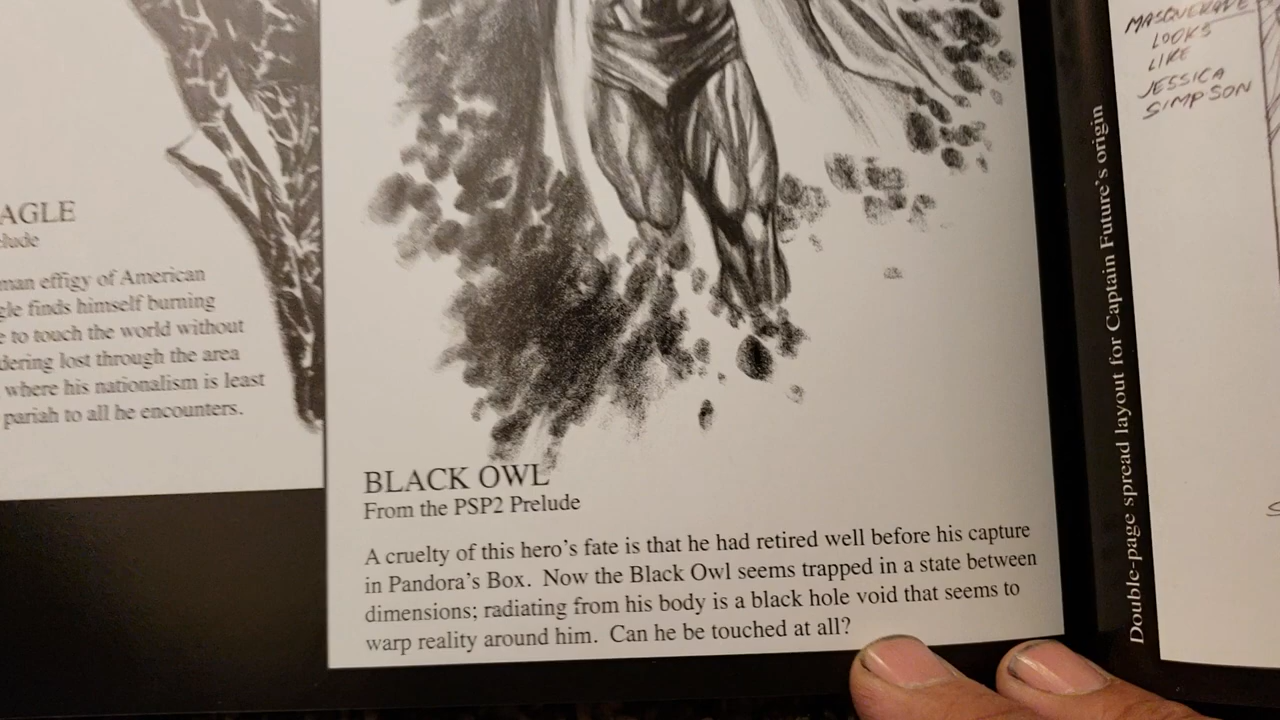 AGLE
lude
man effigy of American
gle finds himself burning
e to touch the world without
dering lost through the area
where his nationalism is least
pariah to all he encounters.
BLACK OWL
From the PSP2 Prelude
A cruelty of this hero's fate is that he had retired well before his capture
in Pandora's Box. Now the Black Owl seems trapped in a state between
dimensions; radiating from his body is a black hole void that seems to
warp reality around him. Can he be touched at all?
Double-page spread layout for Captain Future's origin
MASQUERADE
LOOKS
LIKE
JESSICA
SIMPSON